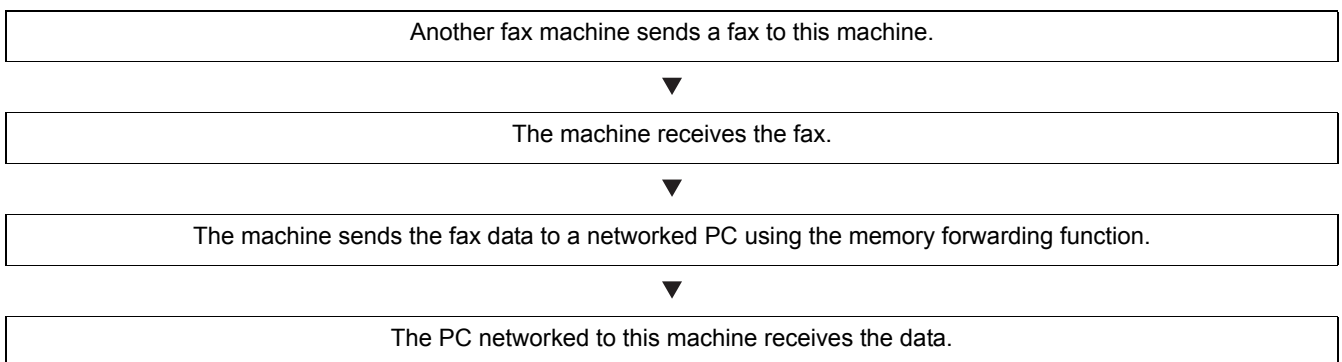 Another fax machine sends a fax to this machine.
The machine receives the fax.
The machine sends the fax data to a networked PC using the memory forwarding function.
The PC networked to this machine receives the data.